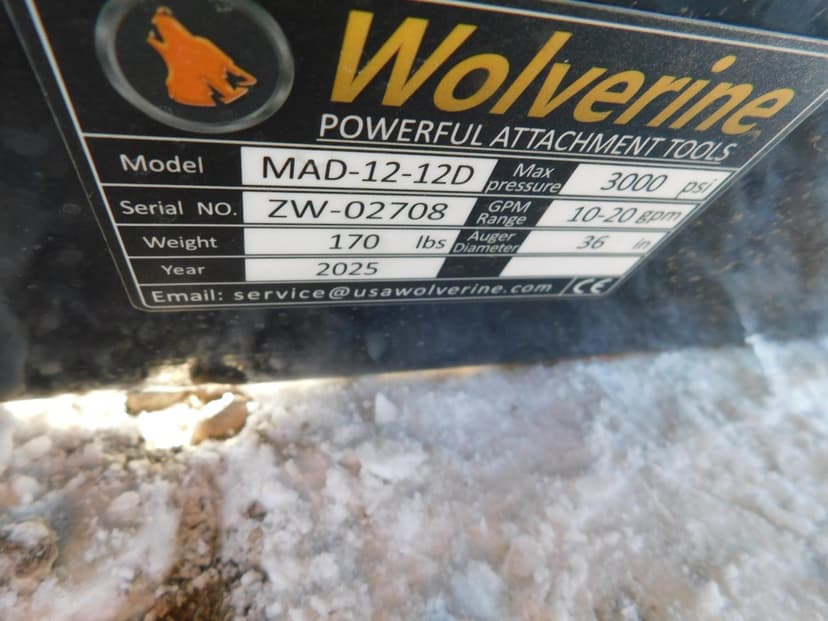 Wolverine
POWERFUL ATTACHMENT TOOLS
Model MAD-12-12D Max pressure 3000 psi
Serial NO. ZW-02708 GPM Range 10-20 gpm
Weight 170 lbs Auger Diameter 36 in
Year 2025
Email: service@usawolverine.com CE